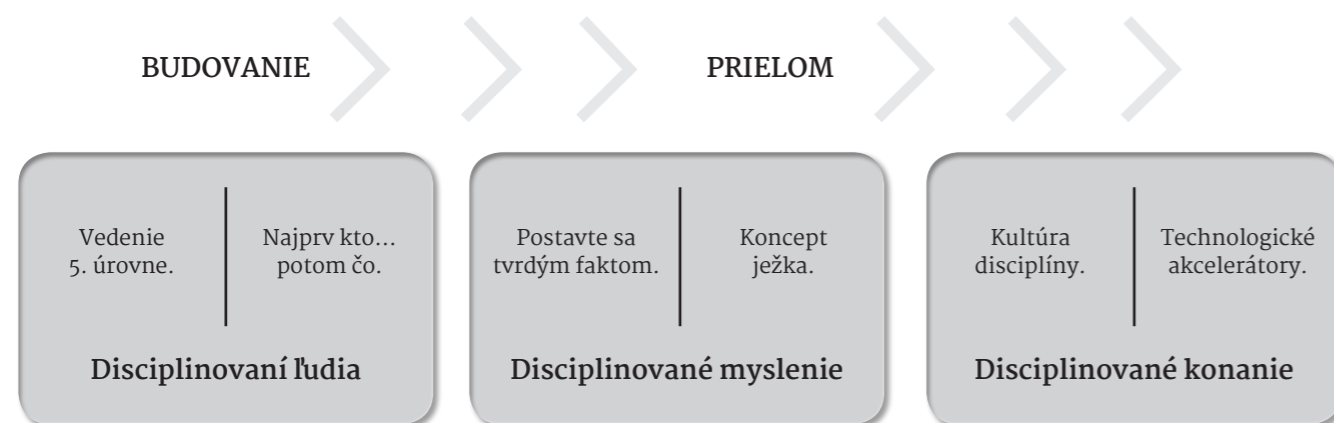 BUDOVANIE
PRIELOM
Vedenie
5. úrovne.
Najprv kto…
potom čo.
Disciplinovaní ľudia
Postavte sa
tvrdým faktom.
Koncept
ježka.
Disciplinované myslenie
Kultúra
disciplíny.
Technologické
akcelerátory.
Disciplinované konanie